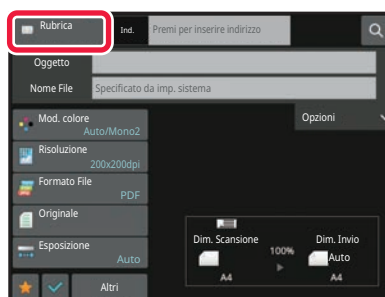 Rubrica
Ind.
Premi per inserire indirizzo
Oggetto
Nome File
Specificato da imp. sistema
Mod. colore
Auto/Mono2
Opzioni
Risoluzione
200x200dpi
Formato File
PDF
Originale
Esposizione
Auto
Dim. Scansione
A4
100%
Dim. Invio
Auto
A4
Altri